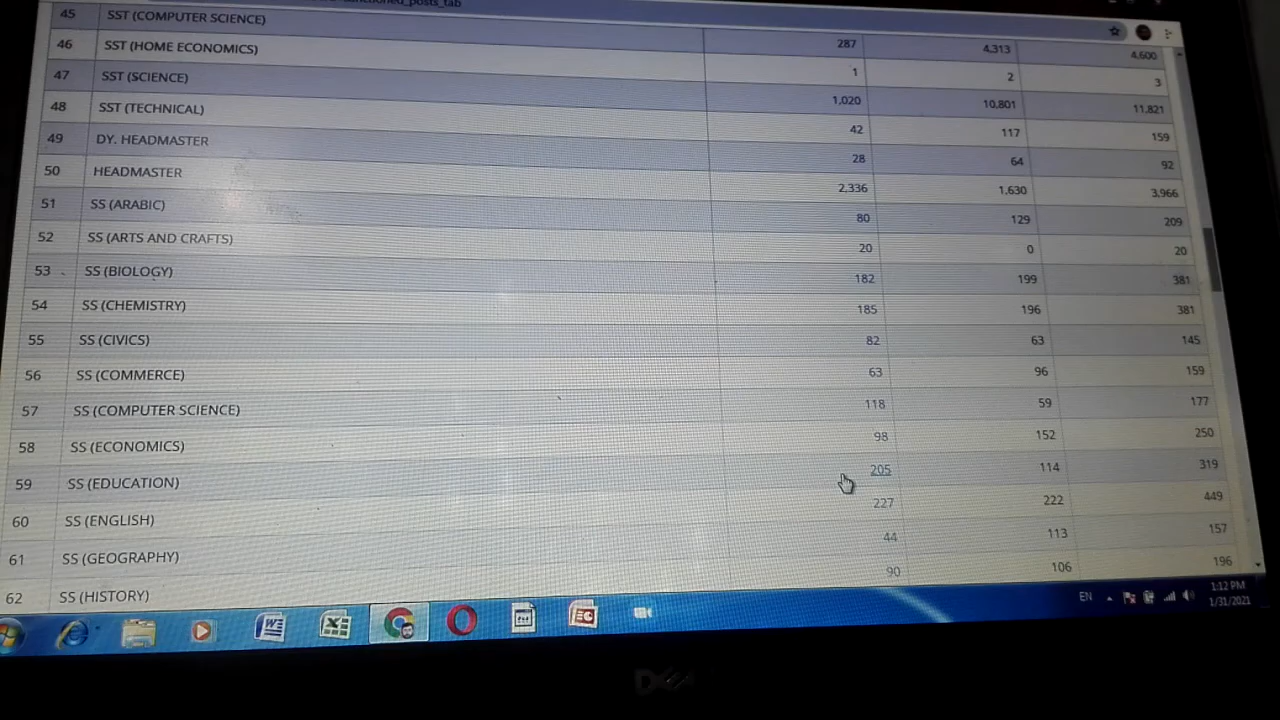 sanctioned_posts_tab
45 SST (COMPUTER SCIENCE) 287 4,313 4,600
46 SST (HOME ECONOMICS) 1 2 3
47 SST (SCIENCE) 1,020 10,801 11,821
48 SST (TECHNICAL) 42 117 159
49 DY. HEADMASTER 28 64 92
50 HEADMASTER 2,336 1,630 3,966
51 SS (ARABIC) 80 129 209
52 SS (ARTS AND CRAFTS) 20 0 20
53 SS (BIOLOGY) 182 199 381
54 SS (CHEMISTRY) 185 196 381
55 SS (CIVICS) 82 63 145
56 SS (COMMERCE) 63 96 159
57 SS (COMPUTER SCIENCE) 118 59 177
58 SS (ECONOMICS) 98 152 250
59 SS (EDUCATION) 205 114 319
60 SS (ENGLISH) 227 222 449
61 SS (GEOGRAPHY) 44 113 157
62 SS (HISTORY) 90 106 196
EN 1:12 PM
1/31/2021
DELL